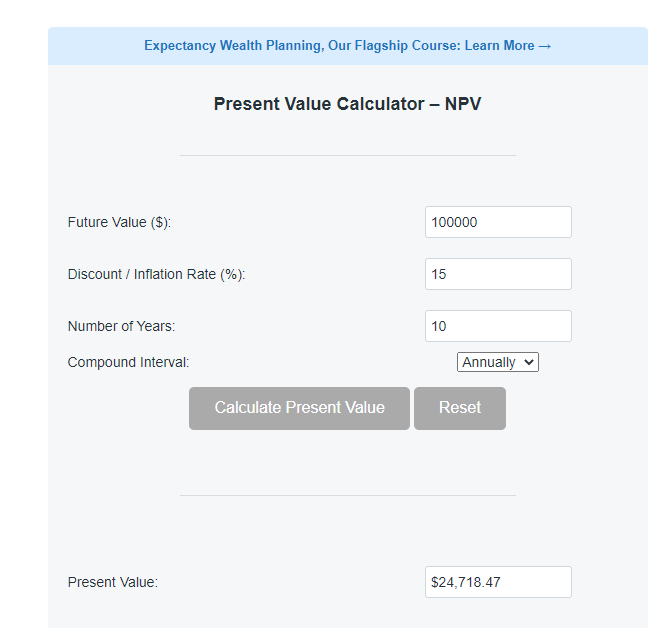 Expectancy Wealth Planning, Our Flagship Course: Learn More →
Present Value Calculator – NPV
Future Value ($): 100000
Discount / Inflation Rate (%): 15
Number of Years: 10
Compound Interval: Annually
Calculate Present Value Reset
Present Value: $24,718.47